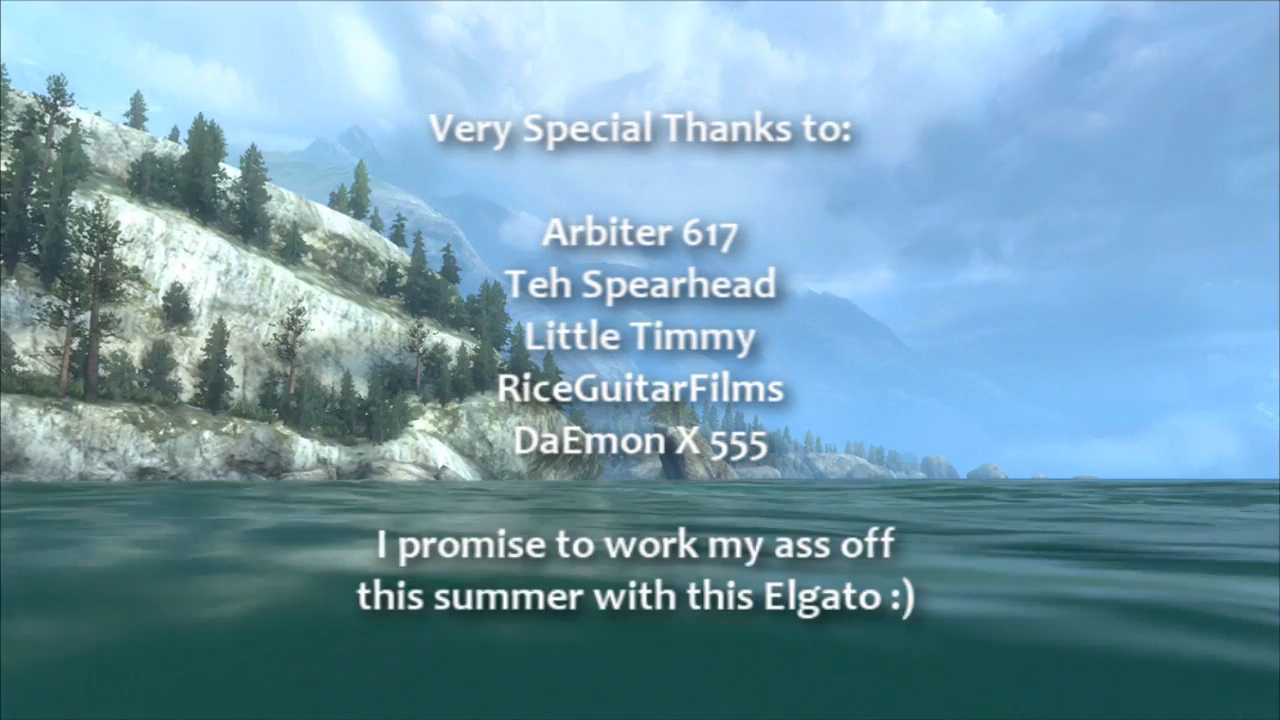 Very Special Thanks to:
Arbiter 617
Teh Spearhead
Little Timmy
RiceGuitarFilms
DaEmon X 555
I promise to work my ass off
this summer with this Elgato :)